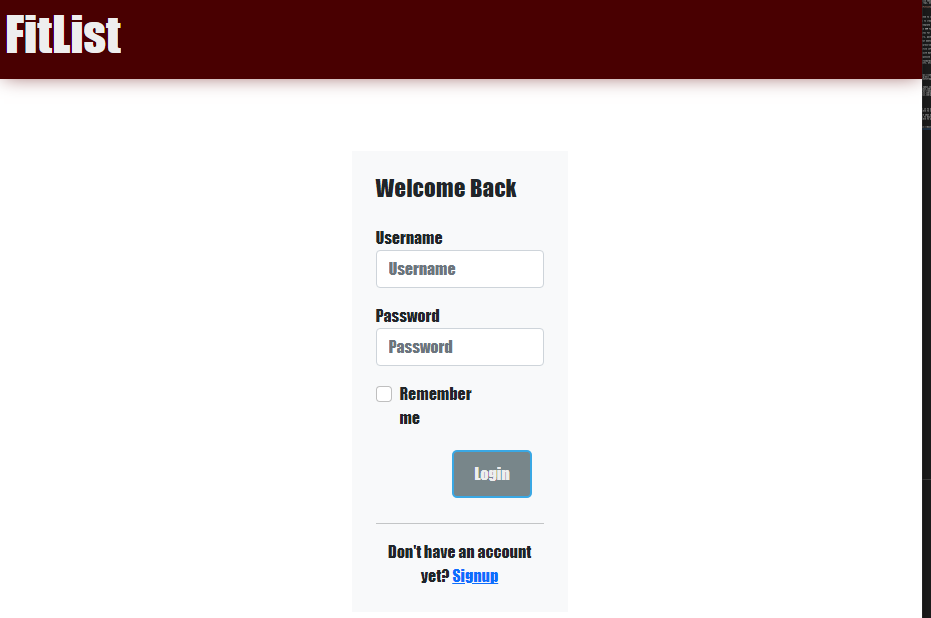 FitList
Welcome Back
Username
Username
Password
Password
Remember
me
Login
Don't have an account
yet? Signup